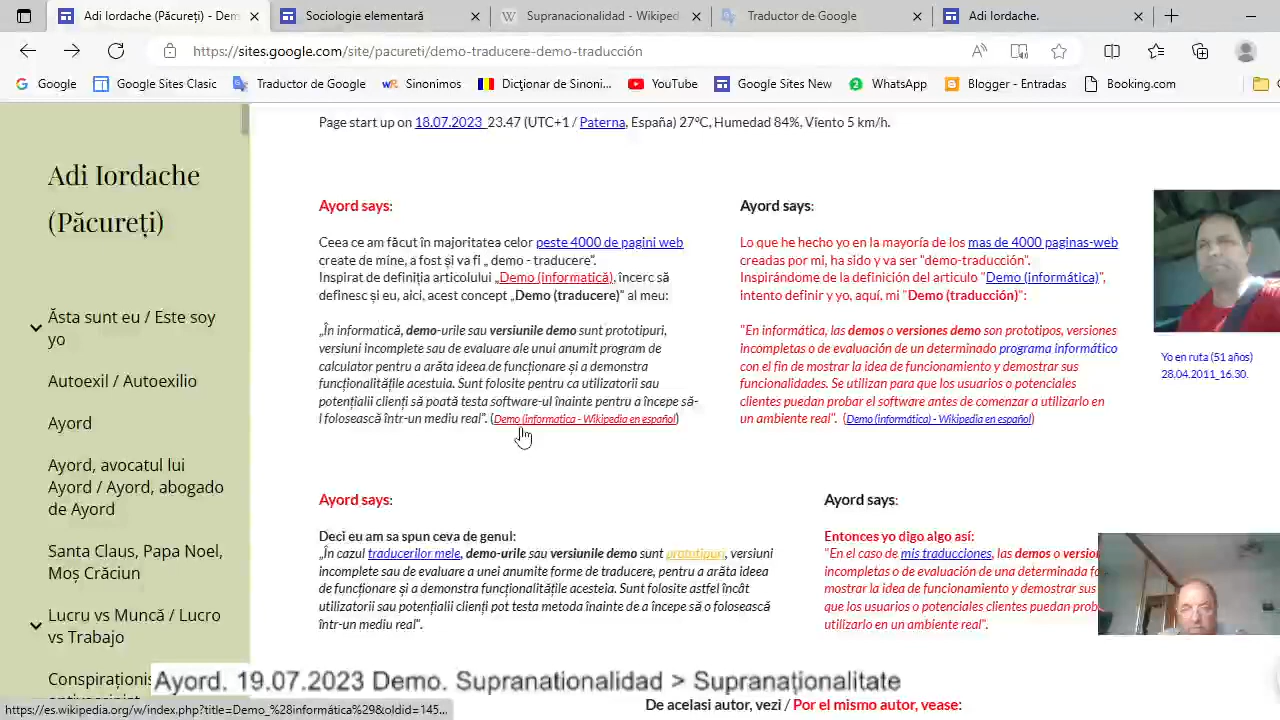 Adi Iordache (Păcureți) - Dem
Sociologie elementară
Supranacionalidad - Wikiped
Traductor de Google
Adi Iordache.
https://sites.google.com/site/pacureti/demo-traducere-demo-traducción
Google
Google Sites Clasic
Traductor de Google
Sinonimos
Dicţionar de Sinoni...
YouTube
Google Sites New
WhatsApp
Blogger - Entradas
Booking.com
Adi Iordache
(Păcureți)
Ăsta sunt eu / Este soy
yo
Autoexil / Autoexilio
Ayord
Ayord, avocatul lui
Ayord / Ayord, abogado
de Ayord
Santa Claus, Papa Noel,
Moș Crăciun
Lucru vs Muncă / Lucro
vs Trabajo
Conspirațion
Page start up on 18.07.2023_23.47 (UTC+1 / Paterna, España) 27ºC, Humedad 84%, Viento 5 km/h.
Ayord says:
Ceea ce am făcut în majoritatea celor peste 4000 de pagini web
create de mine, a fost și va fi „ demo - traducere”.
Inspirat de definiția articolului „Demo (informatică), încerc să
definesc și eu, aici, acest concept „Demo (traducere)” al meu:
„În informatică, demo-urile sau versiunile demo sunt prototipuri,
versiuni incomplete sau de evaluare ale unui anumit program de
calculator pentru a arăta ideea de funcționare și a demonstra
funcționalitățile acestuia. Sunt folosite pentru ca utilizatorii sau
potențialii clienți să poată testa software-ul înainte pentru a începe să-
l folosească într-un mediu real”. (Demo (informatica - Wikipedia en español)
Ayord says:
Lo que he hecho yo en la mayoría de los mas de 4000 paginas-web
creadas por mi, ha sido y va ser "demo-traducción".
Inspirándome de la definición del articulo "Demo (informática)",
intento definir y yo, aquí, mi "Demo (traducción)":
"En informática, las demos o versiones demo son prototipos, versiones
incompletas o de evaluación de un determinado programa informático
con el fin de mostrar la idea de funcionamiento y demostrar sus
funcionalidades. Se utilizan para que los usuarios o potenciales
clientes puedan probar el software antes de comenzar a utilizarlo en
un ambiente real". (Demo (informática) - Wikipedia en español)
Yo en ruta (51 años)
28.04.2011_16.30.
Ayord says:
Deci eu am sa spun ceva de genul:
„În cazul traducerilor mele, demo-urile sau versiunile demo sunt prototipuri, versiuni
incomplete sau de evaluare a unei anumite forme de traducere, pentru a arăta ideea
de funcționare și a demonstra funcționalitățile acesteia. Sunt folosite astfel încât
utilizatorii sau potențialii clienți pot testa metoda înainte de a începe să o folosească
într-un mediu real”.
Ayord says:
Entonces yo digo algo así:
"En el caso de mis traducciones, las demos o version
incompletas o de evaluación de una determinada fo
mostrar la idea de funcionamiento y demostrar sus
que los usuarios o potenciales clientes puedan prob
utilizarlo en un ambiente real".
Ayord. 19.07.2023 Demo. Supranationalidad > Supranaționalitate
De acelasi autor, vezi / Por el mismo autor, vease:
https://es.wikipedia.org/w/index.php?title=Demo_%28informática%29&oldid=145...